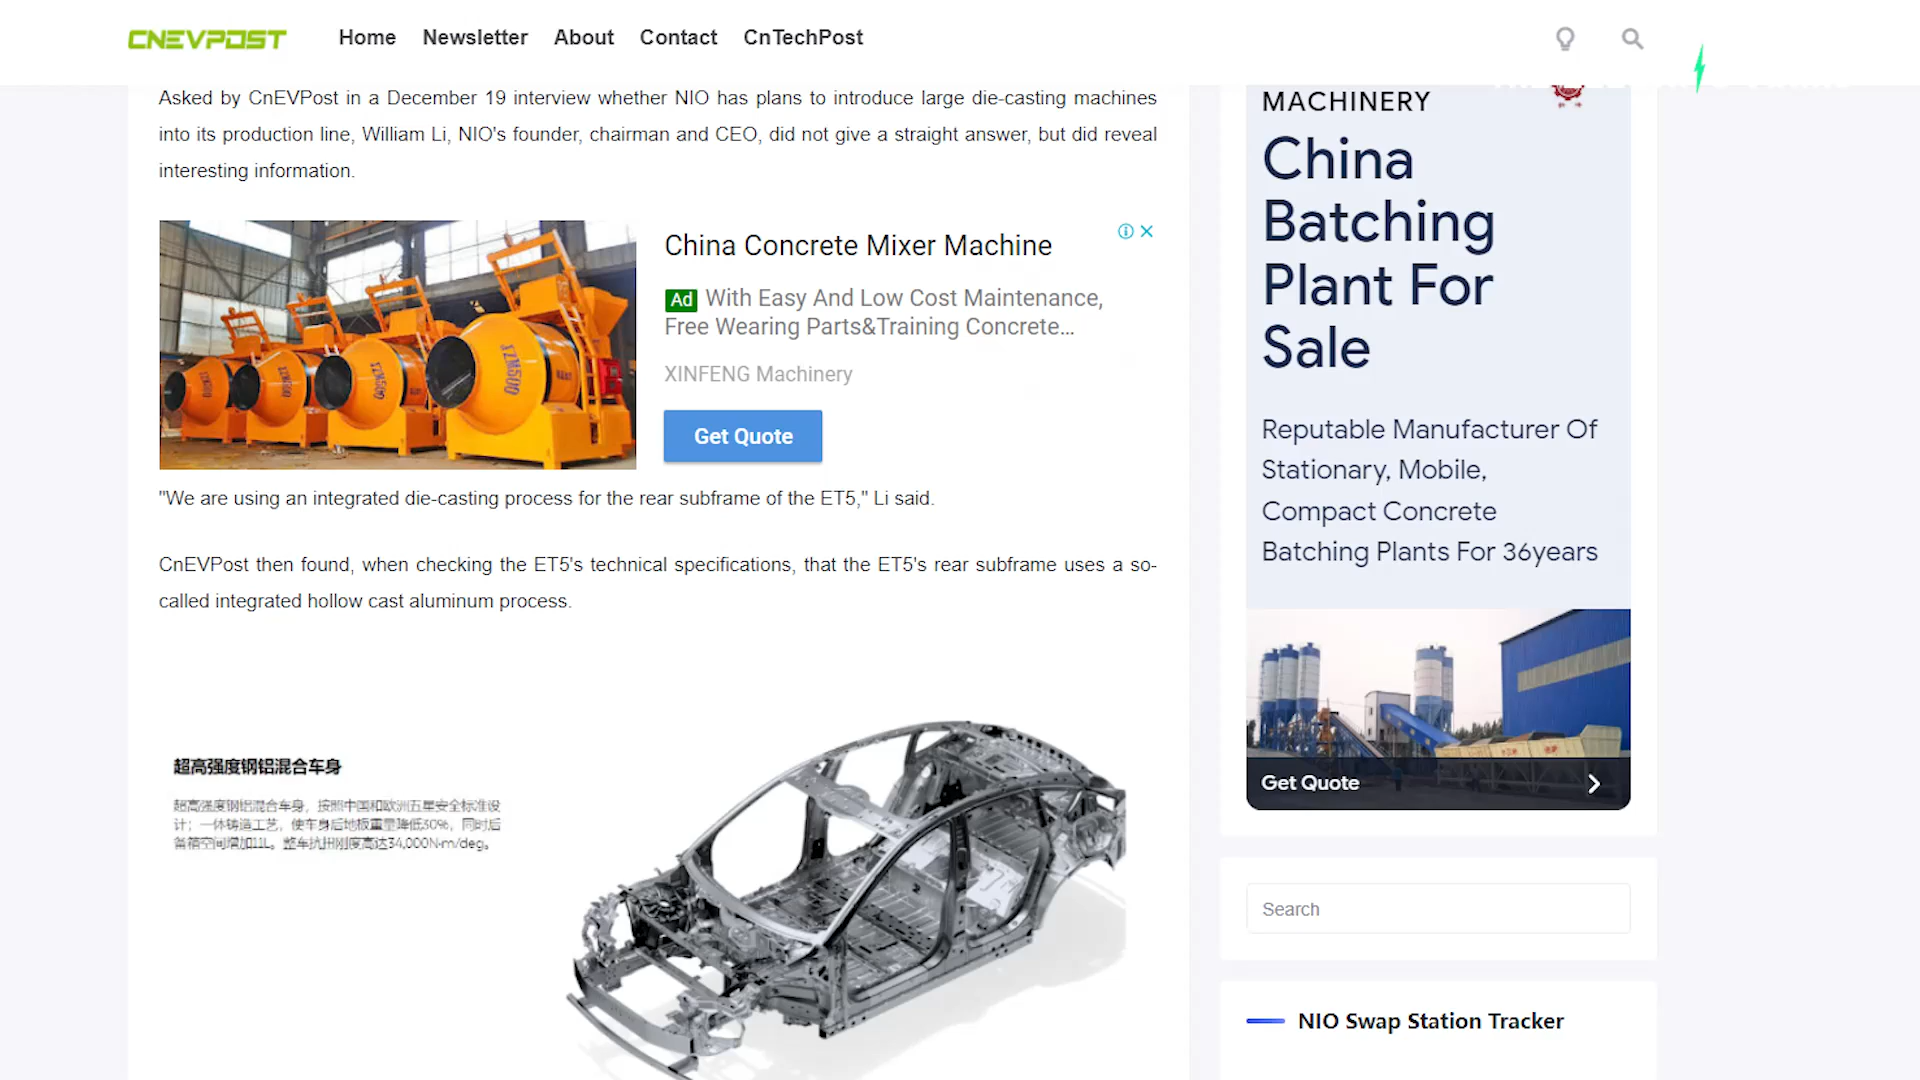 CNEVPOST
Home Newsletter About Contact CnTechPost
Asked by CnEVPost in a December 19 interview whether NIO has plans to introduce large die-casting machines
into its production line, William Li, NIO's founder, chairman and CEO, did not give a straight answer, but did reveal
interesting information.
China Concrete Mixer Machine
Ad With Easy And Low Cost Maintenance,
Free Wearing Parts&Training Concrete...
XINFENG Machinery
Get Quote
"We are using an integrated die-casting process for the rear subframe of the ET5," Li said.
CnEVPost then found, when checking the ET5's technical specifications, that the ET5's rear subframe uses a so-
called integrated hollow cast aluminum process.
超高强度钢铝混合车身
超高强度钢铝混合车身，按照中国和欧洲五星安全标准设
计；一体铸造工艺，使车身后地板重量降低30%，同时后
备箱空间增加11L。整车抗扭刚度高达34,000N·m/deg。
MACHINERY
China
Batching
Plant For
Sale
Reputable Manufacturer Of
Stationary, Mobile,
Compact Concrete
Batching Plants For 36years
Get Quote
Search
NIO Swap Station Tracker